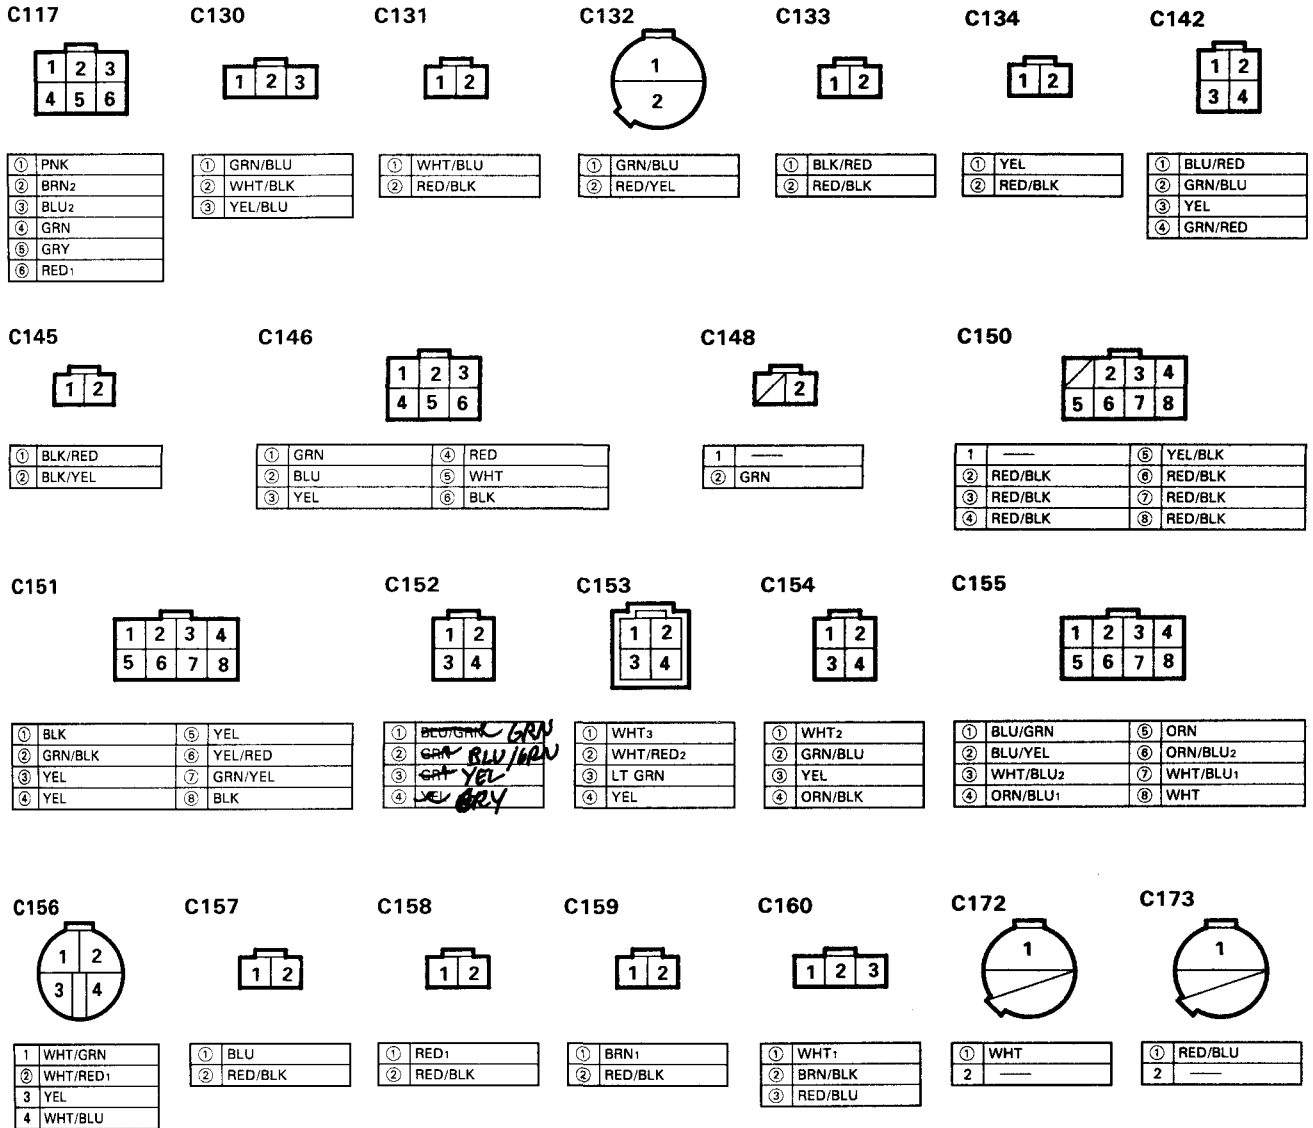 C117 C130 C131 C132 C133 C134 C142
1 2 3
4 5 6
1 2 3
1 2
1
2
1 2
1 2
1 2
3 4
① PNK
② BRN2
③ BLU2
④ GRN
⑤ GRY
⑥ RED1
① GRN/BLU
② WHT/BLK
③ YEL/BLU
① WHT/BLU
② RED/BLK
① GRN/BLU
② RED/YEL
① BLK/RED
② RED/BLK
① YEL
② RED/BLK
① BLU/RED
② GRN/BLU
③ YEL
④ GRN/RED
C145 C146 C148 C150
1 2
1 2 3
4 5 6
2
2 3 4
5 6 7 8
① BLK/RED
② BLK/YEL
① GRN ④ RED
② BLU ⑤ WHT
③ YEL ⑥ BLK
1 —
② GRN
1 — ⑤ YEL/BLK
② RED/BLK ⑥ RED/BLK
③ RED/BLK ⑦ RED/BLK
④ RED/BLK ⑧ RED/BLK
C151 C152 C153 C154 C155
1 2 3 4
5 6 7 8
1 2
3 4
1 2
3 4
1 2
3 4
1 2 3 4
5 6 7 8
① BLK ⑤ YEL
② GRN/BLK ⑥ YEL/RED
③ YEL ⑦ GRN/YEL
④ YEL ⑧ BLK
① BLU/GRN GRN
② GRN BLU/GRN
③ YEL
④ YEL GRY
① WHT3
② WHT/RED2
③ LT GRN
④ YEL
① WHT2
② GRN/BLU
③ YEL
④ ORN/BLK
① BLU/GRN ⑤ ORN
② BLU/YEL ⑥ ORN/BLU2
③ WHT/BLU2 ⑦ WHT/BLU1
④ ORN/BLU1 ⑧ WHT
C156 C157 C158 C159 C160 C172 C173
1 2
3 4
1 2
1 2
1 2
1 2 3
1
1
1 WHT/GRN
② WHT/RED1
3 YEL
4 WHT/BLU
① BLU
② RED/BLK
① RED1
② RED/BLK
① BRN1
② RED/BLK
① WHT1
② BRN/BLK
③ RED/BLU
① WHT
2 —
① RED/BLU
2 —